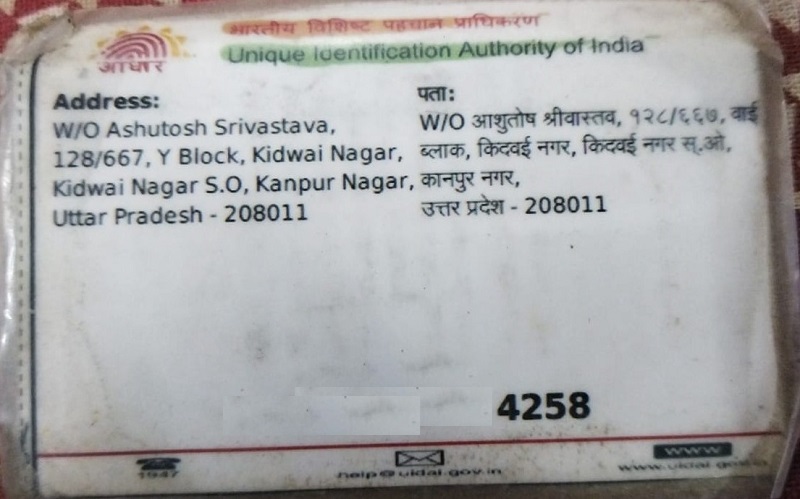 भारतीय विशिष्ट पहचान प्राधिकरण
Unique Identification Authority of India
आधार
Address:
W/O Ashutosh Srivastava,
128/667, Y Block, Kidwai Nagar,
Kidwai Nagar S.O, Kanpur Nagar,
Uttar Pradesh - 208011
पता:
W/O आशुतोष श्रीवास्तव, १२८/६६७, वाई
ब्लाक, किदवई नगर, किदवई नगर स्.ओ,
कानपुर नगर,
उत्तर प्रदेश - 208011
4258
1947
help@uidai.gov.in
www
www.uidai.gov.in